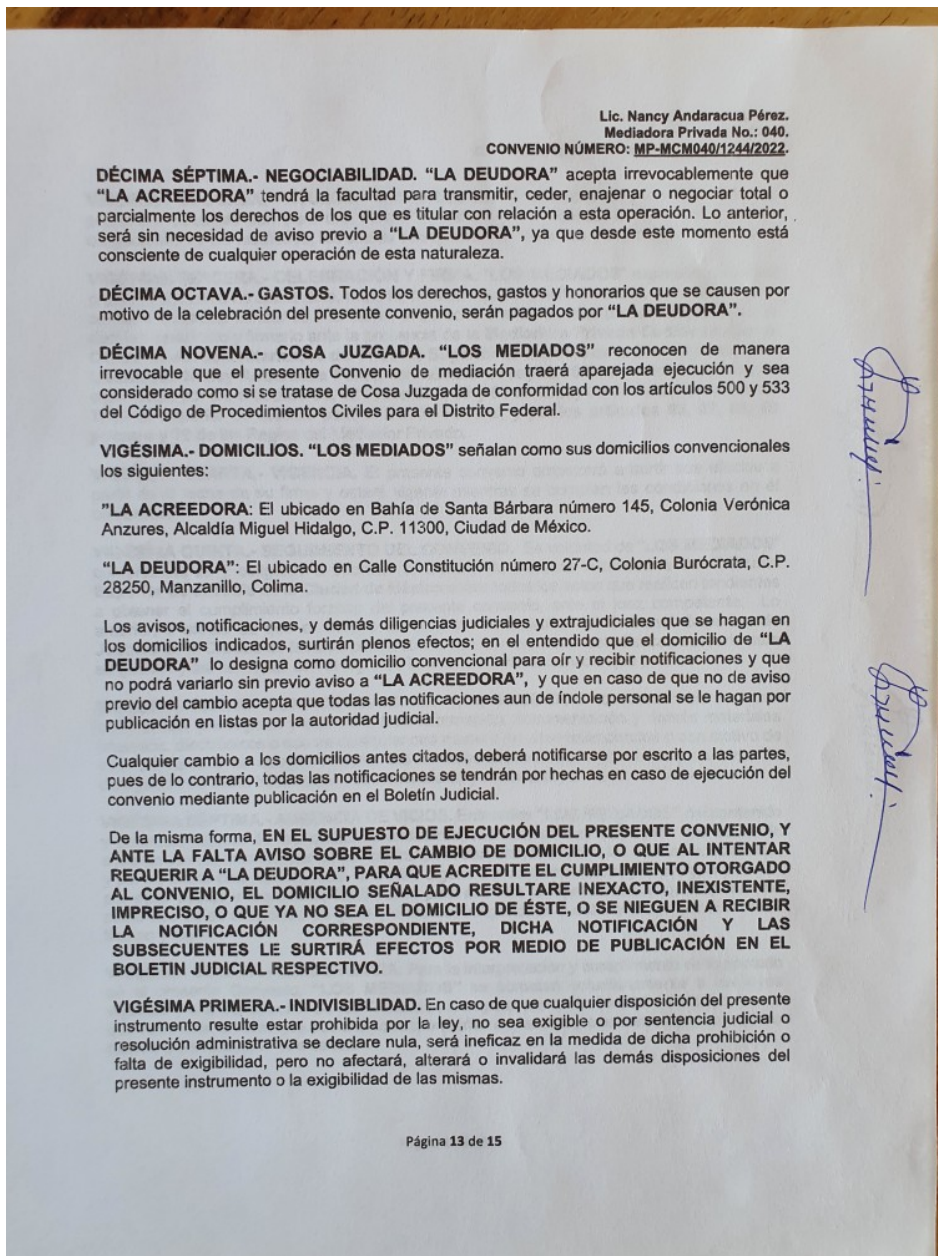 Lic. Nancy Andaracua Pérez.
Mediadora Privada No.: 040.
CONVENIO NÚMERO: MP-MCM040/1244/2022.
DÉCIMA SÉPTIMA.- NEGOCIABILIDAD. “LA DEUDORA” acepta irrevocablemente que
“LA ACREEDORA” tendrá la facultad para transmitir, ceder, enajenar o negociar total o
parcialmente los derechos de los que es titular con relación a esta operación. Lo anterior,
será sin necesidad de aviso previo a “LA DEUDORA”, ya que desde este momento está
consciente de cualquier operación de esta naturaleza.
DÉCIMA OCTAVA.- GASTOS. Todos los derechos, gastos y honorarios que se causen por
motivo de la celebración del presente convenio, serán pagados por “LA DEUDORA”.
DÉCIMA NOVENA.- COSA JUZGADA. “LOS MEDIADOS” reconocen de manera
irrevocable que el presente Convenio de mediación traerá aparejada ejecución y sea
considerado como si se tratase de Cosa Juzgada de conformidad con los artículos 500 y 533
del Código de Procedimientos Civiles para el Distrito Federal.
VIGÉSIMA.- DOMICILIOS. “LOS MEDIADOS” señalan como sus domicilios convencionales
los siguientes:
"LA ACREEDORA: El ubicado en Bahía de Santa Bárbara número 145, Colonia Verónica
Anzures, Alcaldía Miguel Hidalgo, C.P. 11300, Ciudad de México.
“LA DEUDORA”: El ubicado en Calle Constitución número 27-C, Colonia Burócrata, C.P.
28250, Manzanillo, Colima.
Los avisos, notificaciones, y demás diligencias judiciales y extrajudiciales que se hagan en
los domicilios indicados, surtirán plenos efectos; en el entendido que el domicilio de “LA
DEUDORA” lo designa como domicilio convencional para oír y recibir notificaciones y que
no podrá variarlo sin previo aviso a “LA ACREEDORA”, y que en caso de que no de aviso
previo del cambio acepta que todas las notificaciones aun de índole personal se le hagan por
publicación en listas por la autoridad judicial.
Cualquier cambio a los domicilios antes citados, deberá notificarse por escrito a las partes,
pues de lo contrario, todas las notificaciones se tendrán por hechas en caso de ejecución del
convenio mediante publicación en el Boletín Judicial.
De la misma forma, EN EL SUPUESTO DE EJECUCIÓN DEL PRESENTE CONVENIO, Y
ANTE LA FALTA AVISO SOBRE EL CAMBIO DE DOMICILIO, O QUE AL INTENTAR
REQUERIR A “LA DEUDORA”, PARA QUE ACREDITE EL CUMPLIMIENTO OTORGADO
AL CONVENIO, EL DOMICILIO SEÑALADO RESULTARE INEXACTO, INEXISTENTE,
IMPRECISO, O QUE YA NO SEA EL DOMICILIO DE ÉSTE, O SE NIEGUEN A RECIBIR
LA NOTIFICACIÓN CORRESPONDIENTE, DICHA NOTIFICACIÓN Y LAS
SUBSECUENTES LE SURTIRÁ EFECTOS POR MEDIO DE PUBLICACIÓN EN EL
BOLETIN JUDICIAL RESPECTIVO.
VIGÉSIMA PRIMERA.- INDIVISIBLIDAD. En caso de que cualquier disposición del presente
instrumento resulte estar prohibida por la ley, no sea exigible o por sentencia judicial o
resolución administrativa se declare nula, será ineficaz en la medida de dicha prohibición o
falta de exigibilidad, pero no afectará, alterará o invalidará las demás disposiciones del
presente instrumento o la exigibilidad de las mismas.
Página 13 de 15